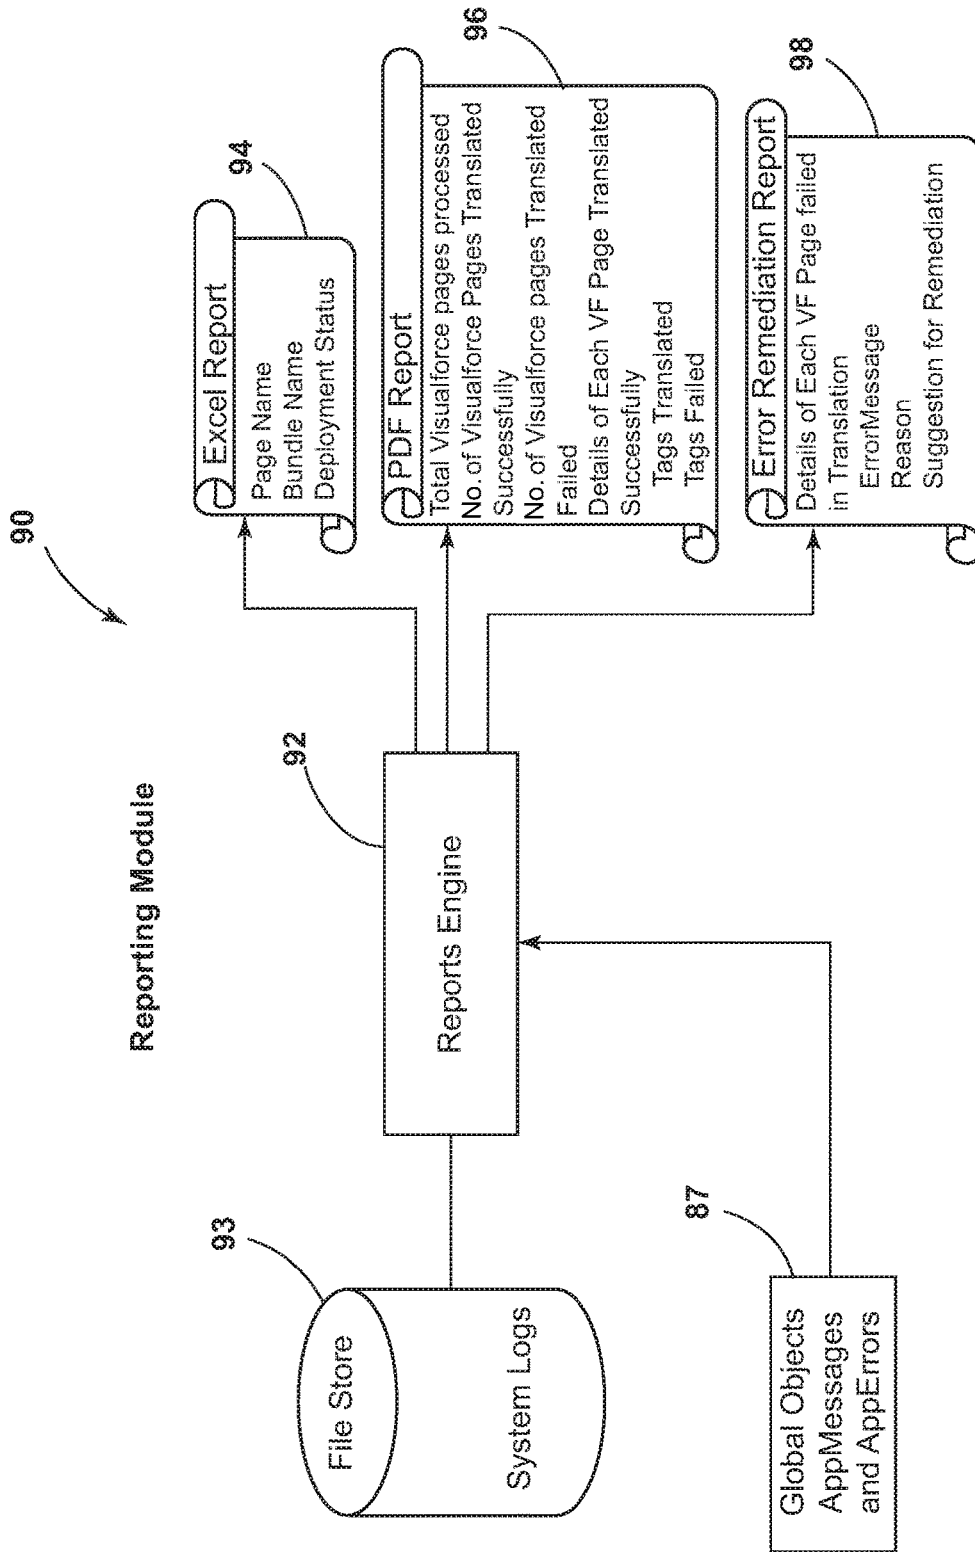 Reporting Module
90
93
File Store
System Logs
87
Global Objects
AppMessages
and AppErrors
92
Reports Engine
94
Excel Report
Page Name
Bundle Name
Deployment Status
96
PDF Report
Total Visualforce pages processed
No. of Visualforce Pages Translated
Successfully
No. of Visualforce pages Translated
Failed
Details of Each VF Page Translated
Successfully
Tags Translated
Tags Failed
98
Error Remediation Report
Details of Each VF Page failed
in Translation
ErrorMessage
Reason
Suggestion for Remediation